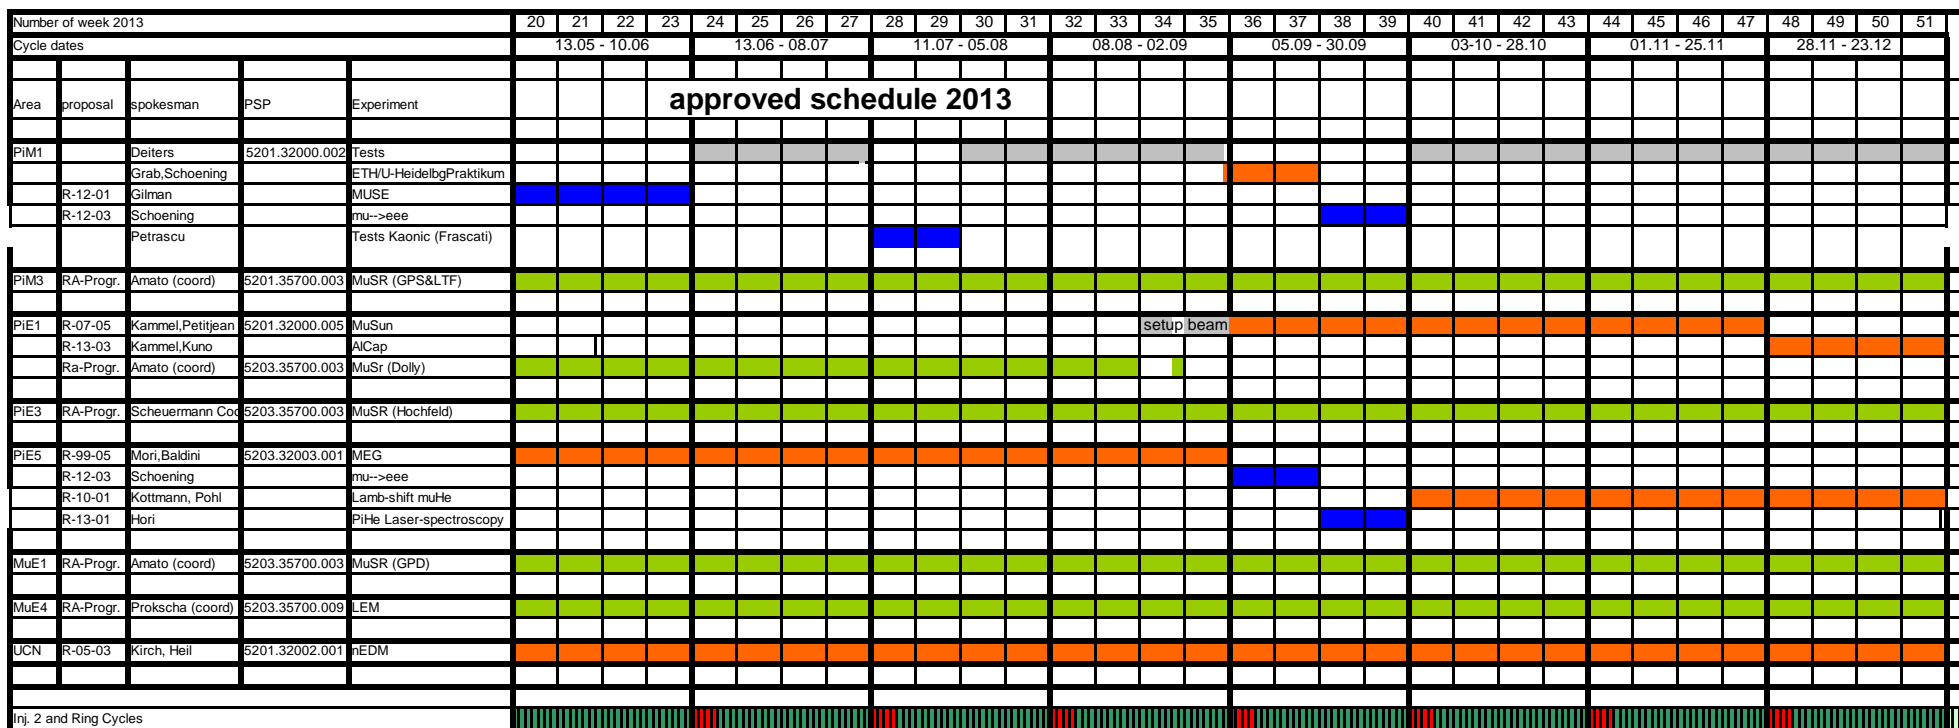 Number of week 2013 20 21 22 23 24 25 26 27 28 29 30 31 32 33 34 35 36 37 38 39 40 41 42 43 44 45 46 47 48 49 50 51
Cycle dates 13.05 - 10.06 13.06 - 08.07 11.07 - 05.08 08.08 - 02.09 05.09 - 30.09 03-10 - 28.10 01.11 - 25.11 28.11 - 23.12
approved schedule 2013
Area proposal spokesman PSP Experiment
PiM1 Deiters 5201.32000.002 Tests
Grab,Schoening ETH/U-HeidelbgPraktikum
R-12-01 Gilman MUSE
R-12-03 Schoening mu-->eee
Petrascu Tests Kaonic (Frascati)
PiM3 RA-Progr. Amato (coord) 5201.35700.003 MuSR (GPS&LTF)
PiE1 R-07-05 Kammel,Petitjean 5201.32000.005 MuSun setup beam
R-13-03 Kammel,Kuno AlCap
Ra-Progr. Amato (coord) 5203.35700.003 MuSr (Dolly)
PiE3 RA-Progr. Scheuermann Coo 5203.35700.003 MuSR (Hochfeld)
PiE5 R-99-05 Mori,Baldini 5203.32003.001 MEG
R-12-03 Schoening mu-->eee
R-10-01 Kottmann, Pohl Lamb-shift muHe
R-13-01 Hori PiHe Laser-spectroscopy
MuE1 RA-Progr. Amato (coord) 5203.35700.003 MuSR (GPD)
MuE4 RA-Progr. Prokscha (coord) 5203.35700.009 LEM
UCN R-05-03 Kirch, Heil 5201.32002.001 nEDM
Inj. 2 and Ring Cycles